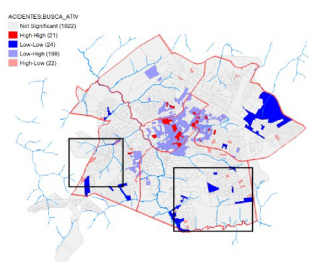 ACIDENTES,BUSCA_ATIV
Not Significant (1622)
High-High (21)
Low-Low (24)
Low-High (198)
High-Low (22)